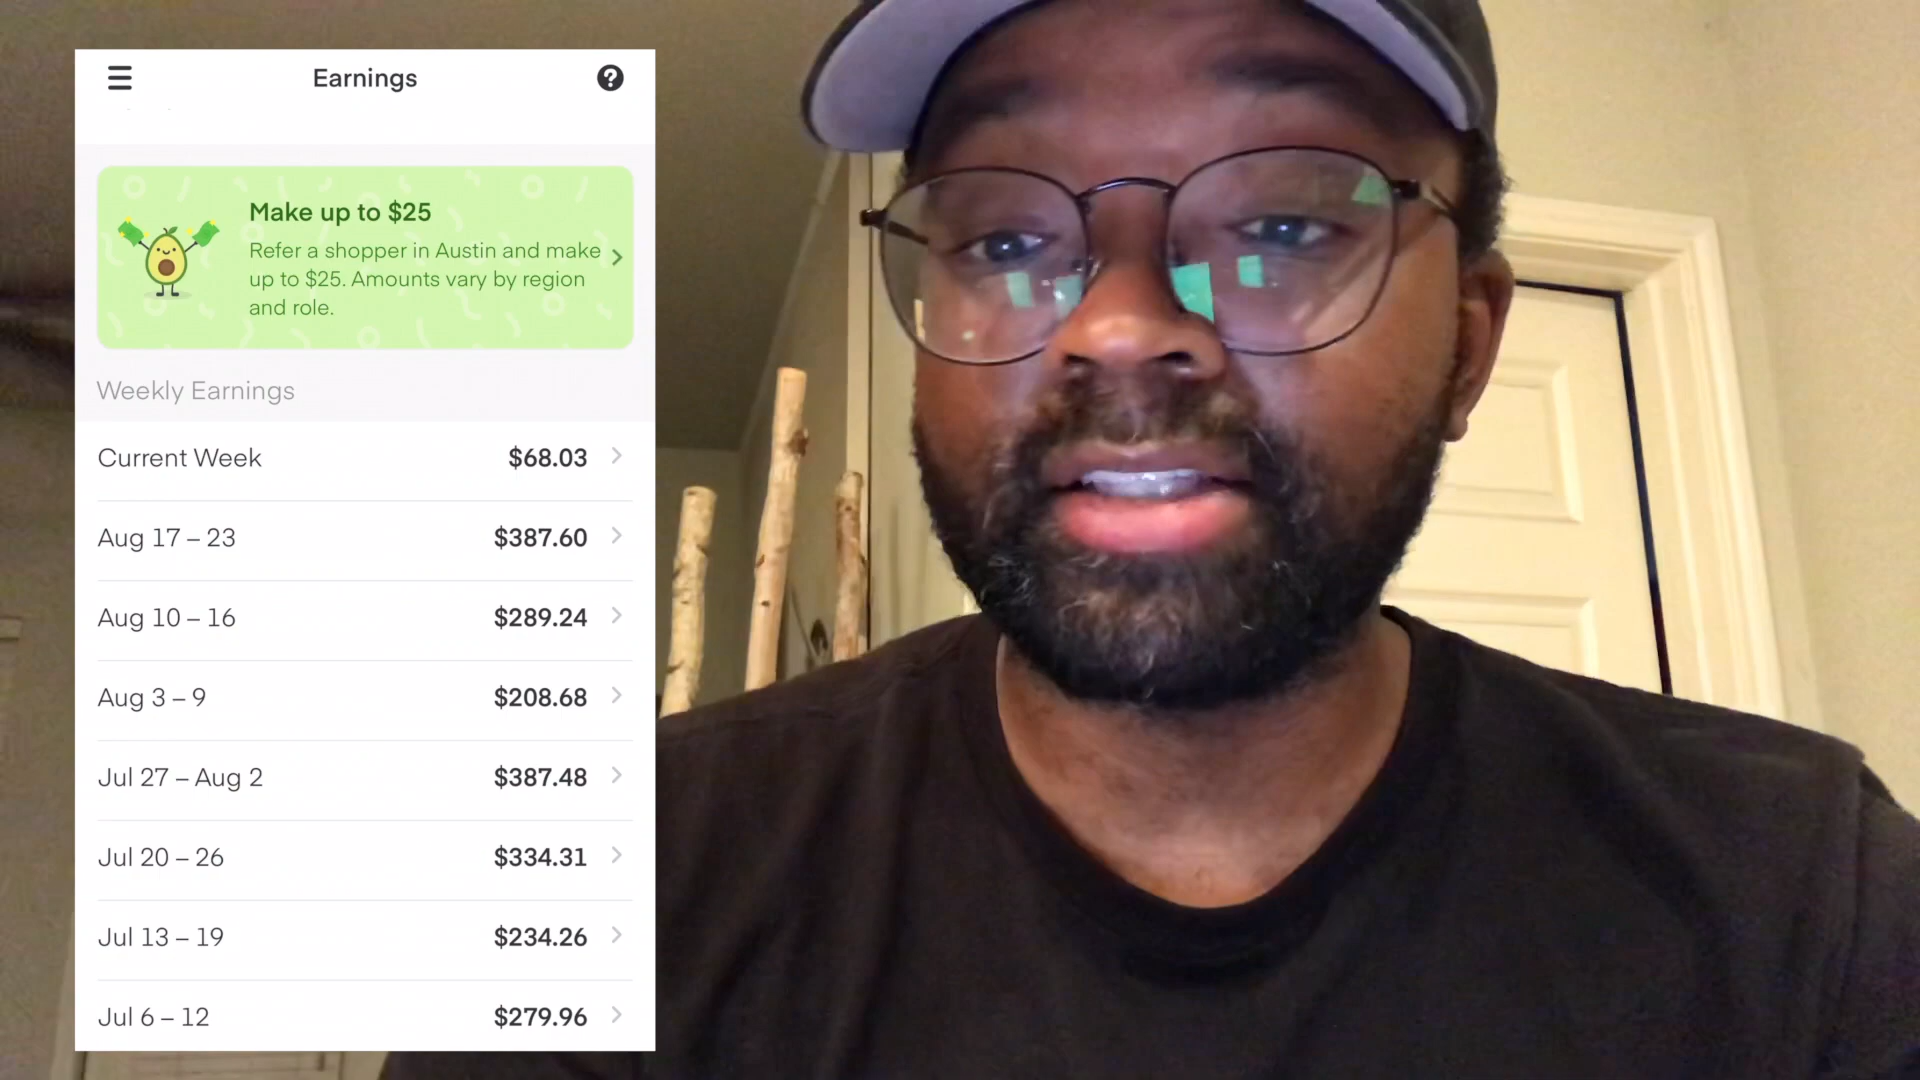 Earnings
Make up to $25
Refer a shopper in Austin and make
up to $25. Amounts vary by region
and role.
Weekly Earnings
Current Week $68.03
Aug 17 – 23 $387.60
Aug 10 – 16 $289.24
Aug 3 – 9 $208.68
Jul 27 – Aug 2 $387.48
Jul 20 – 26 $334.31
Jul 13 – 19 $234.26
Jul 6 – 12 $279.96